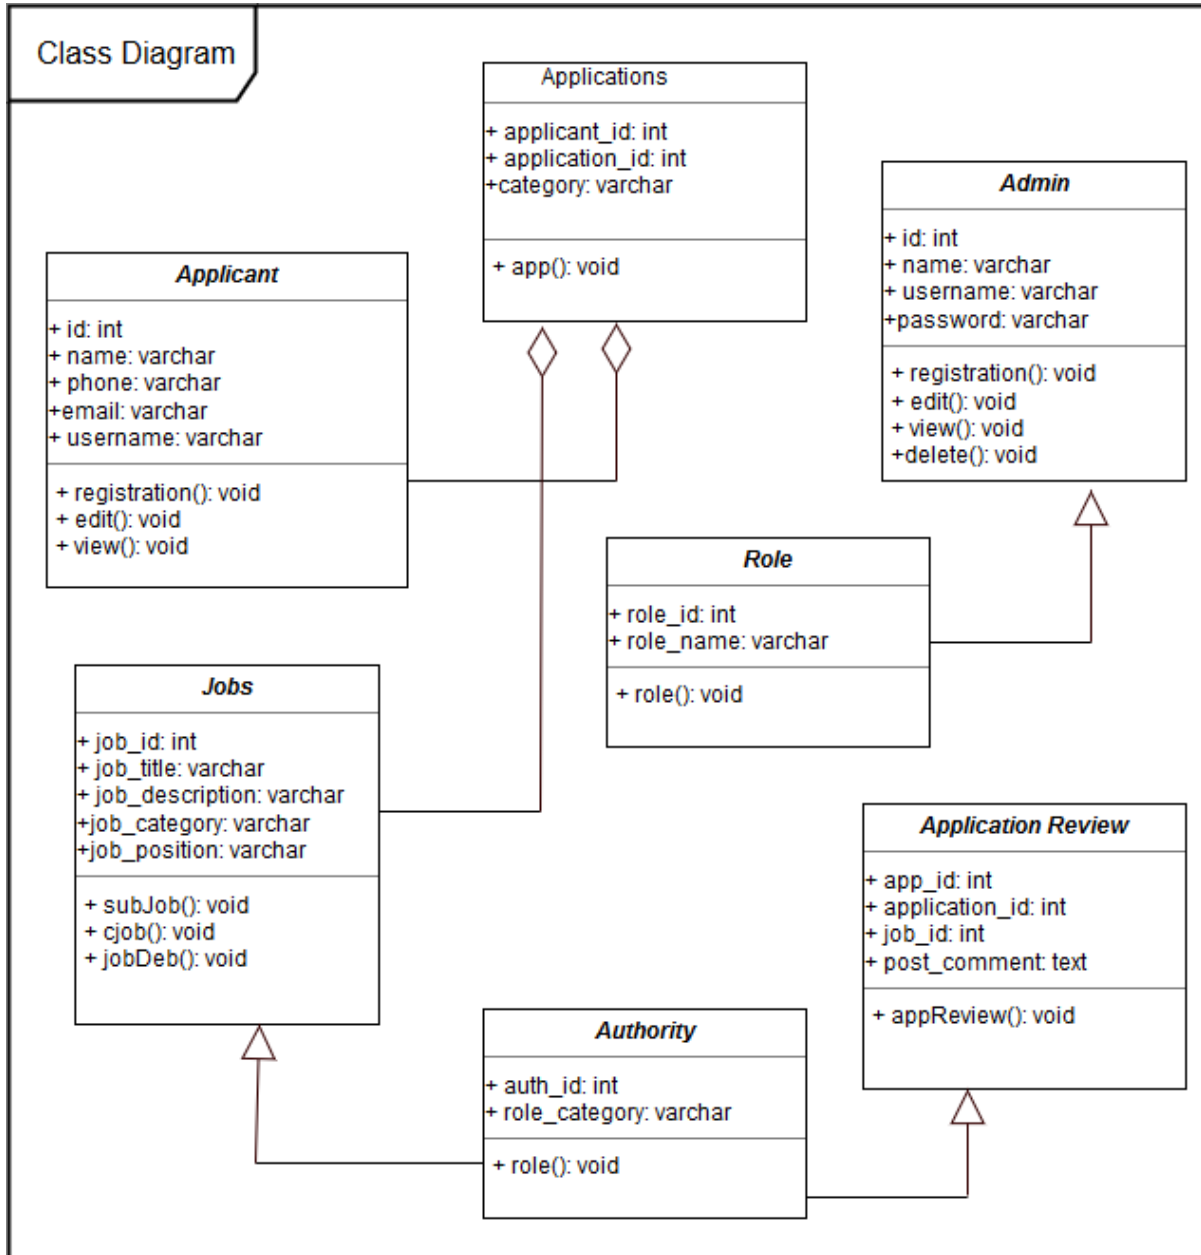 Class Diagram
Applications
+ applicant_id: int
+ application_id: int
+category: varchar
+ app(): void
Admin
+ id: int
+ name: varchar
+ username: varchar
+password: varchar
+ registration(): void
+ edit(): void
+ view(): void
+delete(): void
Applicant
+ id: int
+ name: varchar
+ phone: varchar
+email: varchar
+ username: varchar
+ registration(): void
+ edit(): void
+ view(): void
Role
+ role_id: int
+ role_name: varchar
+ role(): void
Jobs
+ job_id: int
+ job_title: varchar
+ job_description: varchar
+job_category: varchar
+job_position: varchar
+ subJob(): void
+ cjob(): void
+ jobDeb(): void
Application Review
+ app_id: int
+ application_id: int
+ job_id: int
+ post_comment: text
+ appReview(): void
Authority
+ auth_id: int
+ role_category: varchar
+ role(): void